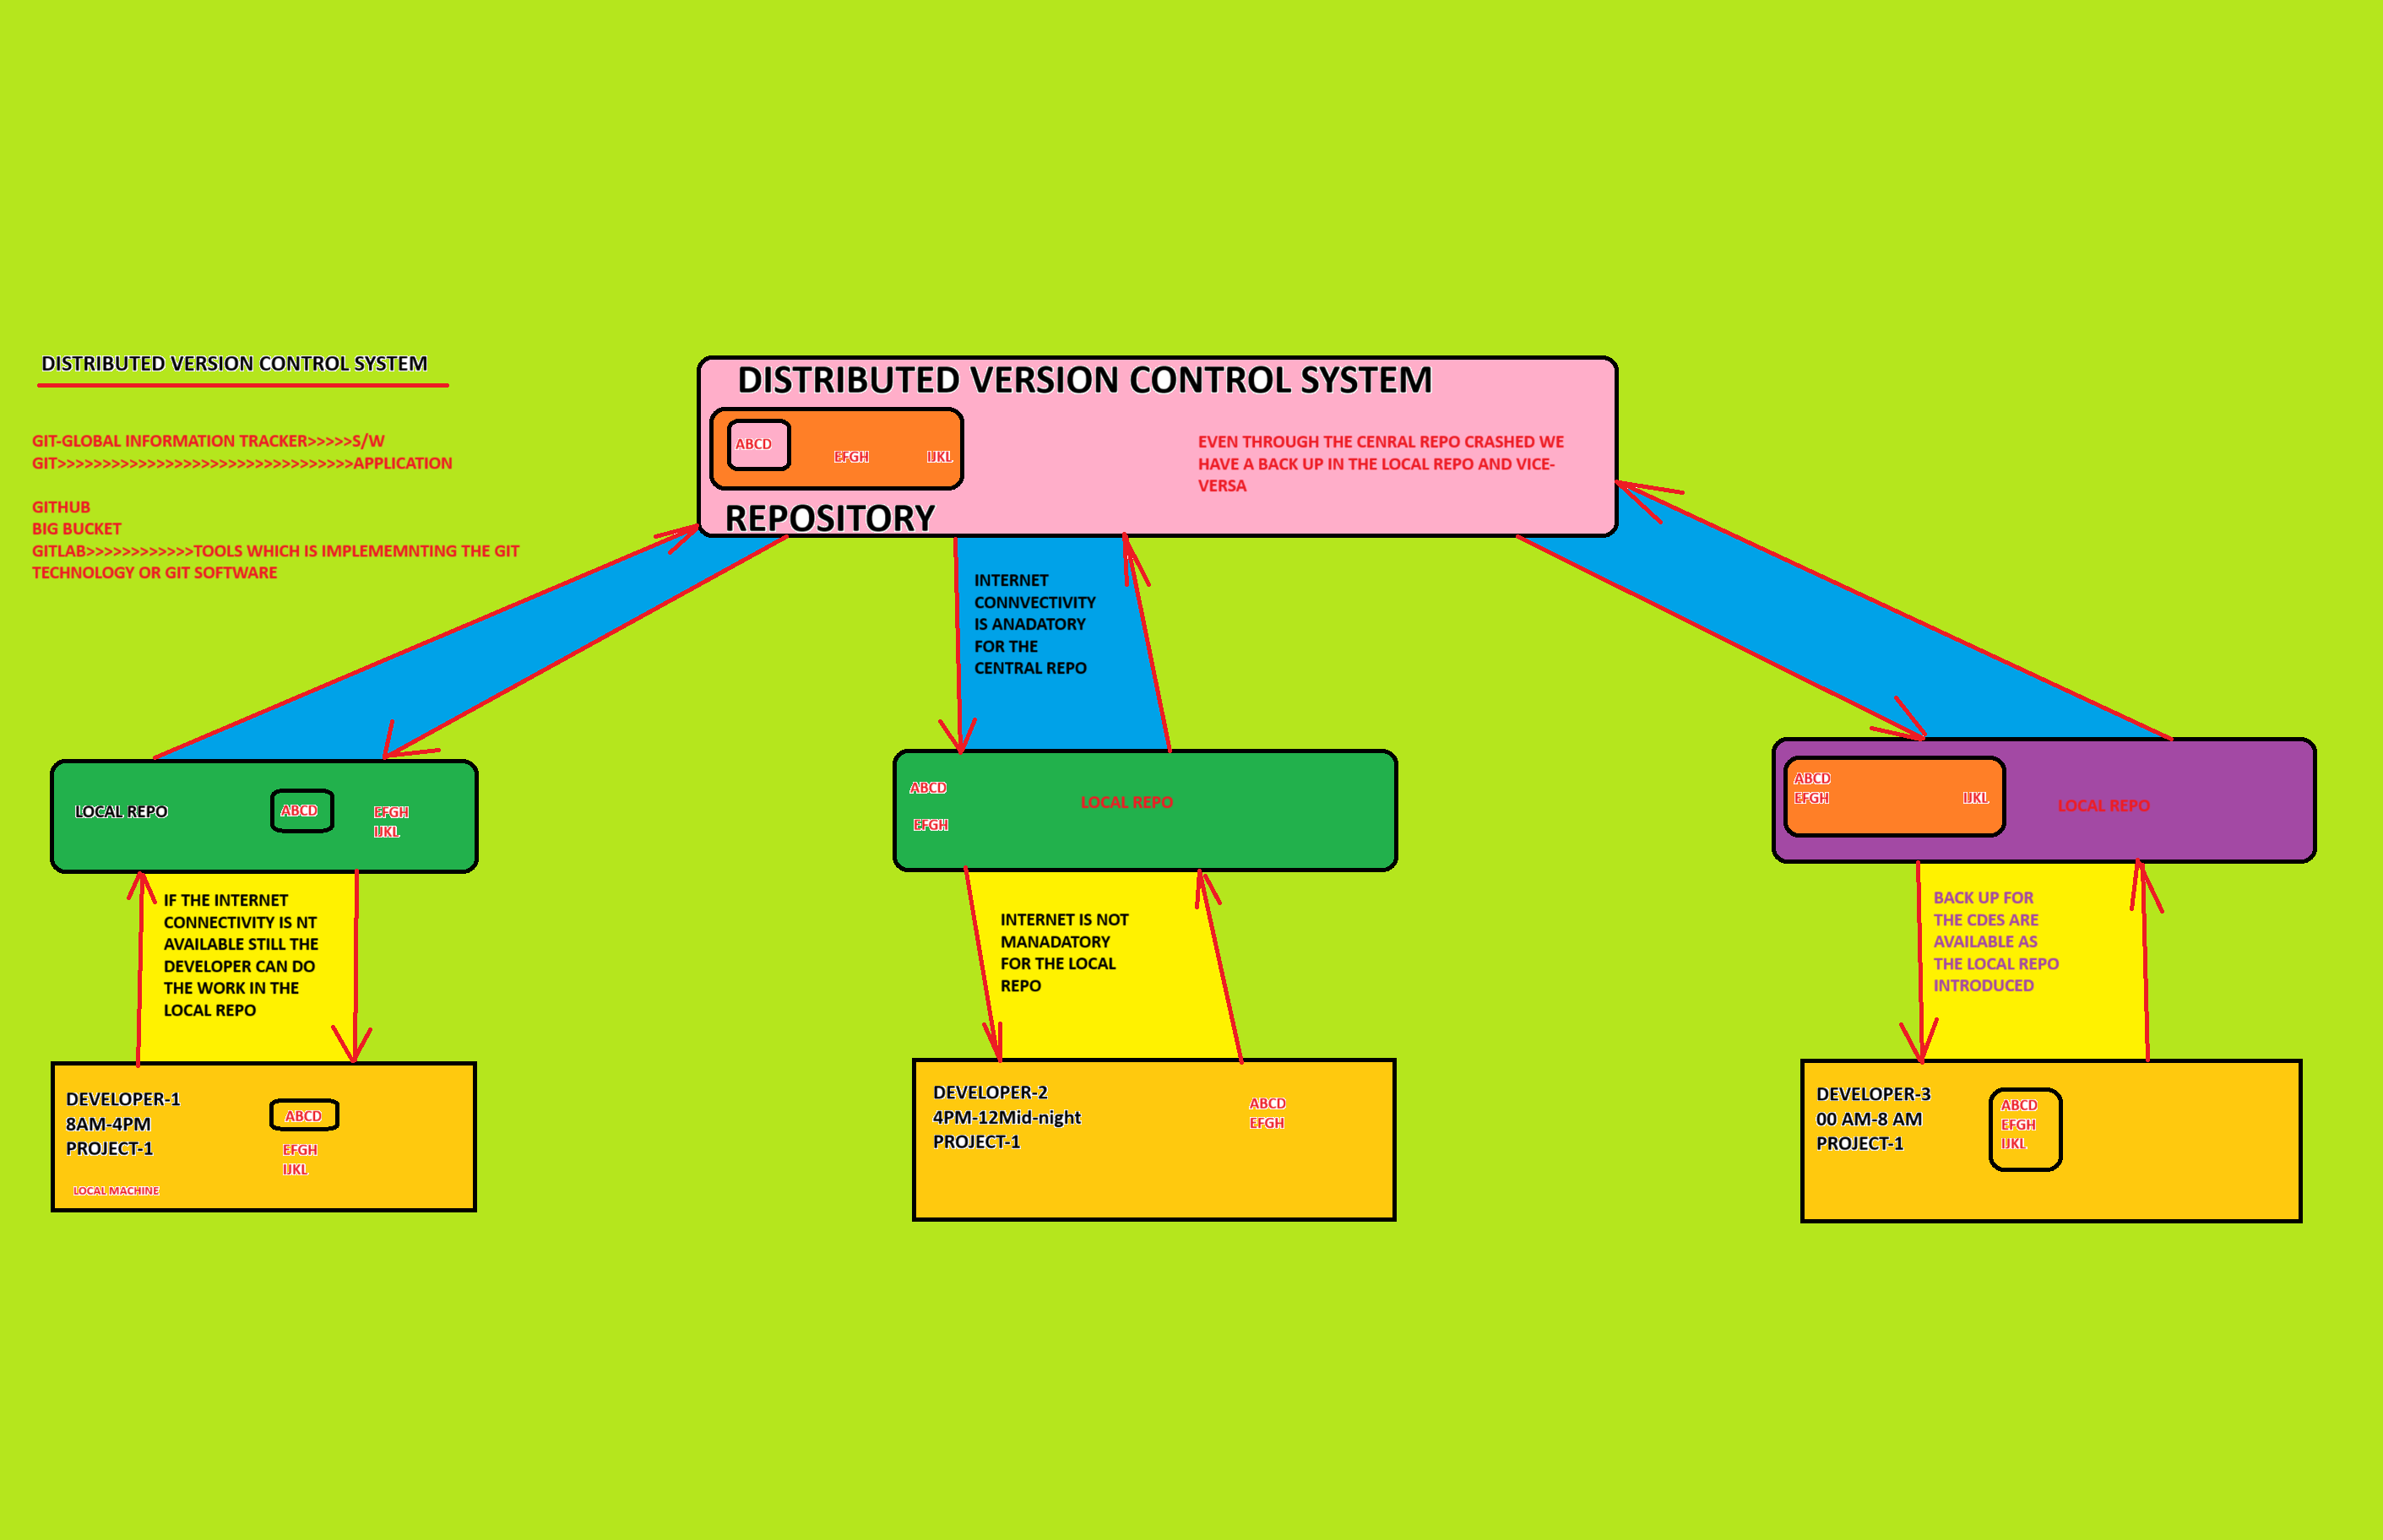 DISTRIBUTED VERSION CONTROL SYSTEM
GIT-GLOBAL INFORMATION TRACKER>>>>>S/W
GIT>>>>>>>>>>>>>>>>>>>>>>>>>>>>>>>>>APPLICATION
GITHUB
BIG BUCKET
GITLAB>>>>>>>>>>>>TOOLS WHICH IS IMPLEMEMNTING THE GIT
TECHNOLOGY OR GIT SOFTWARE
DISTRIBUTED VERSION CONTROL SYSTEM
ABCD
EFGH
IJKL
REPOSITORY
EVEN THROUGH THE CENRAL REPO CRASHED WE
HAVE A BACK UP IN THE LOCAL REPO AND VICE-
VERSA
INTERNET
CONNVECTIVITY
IS ANADATORY
FOR THE
CENTRAL REPO
LOCAL REPO
ABCD
EFGH
IJKL
ABCD
EFGH
LOCAL REPO
ABCD
EFGH
IJKL
LOCAL REPO
IF THE INTERNET
CONNECTIVITY IS NT
AVAILABLE STILL THE
DEVELOPER CAN DO
THE WORK IN THE
LOCAL REPO
INTERNET IS NOT
MANADATORY
FOR THE LOCAL
REPO
BACK UP FOR
THE CDES ARE
AVAILABLE AS
THE LOCAL REPO
INTRODUCED
DEVELOPER-1
8AM-4PM
PROJECT-1
LOCAL MACHINE
ABCD
EFGH
IJKL
DEVELOPER-2
4PM-12Mid-night
PROJECT-1
ABCD
EFGH
DEVELOPER-3
00 AM-8 AM
PROJECT-1
ABCD
EFGH
IJKL